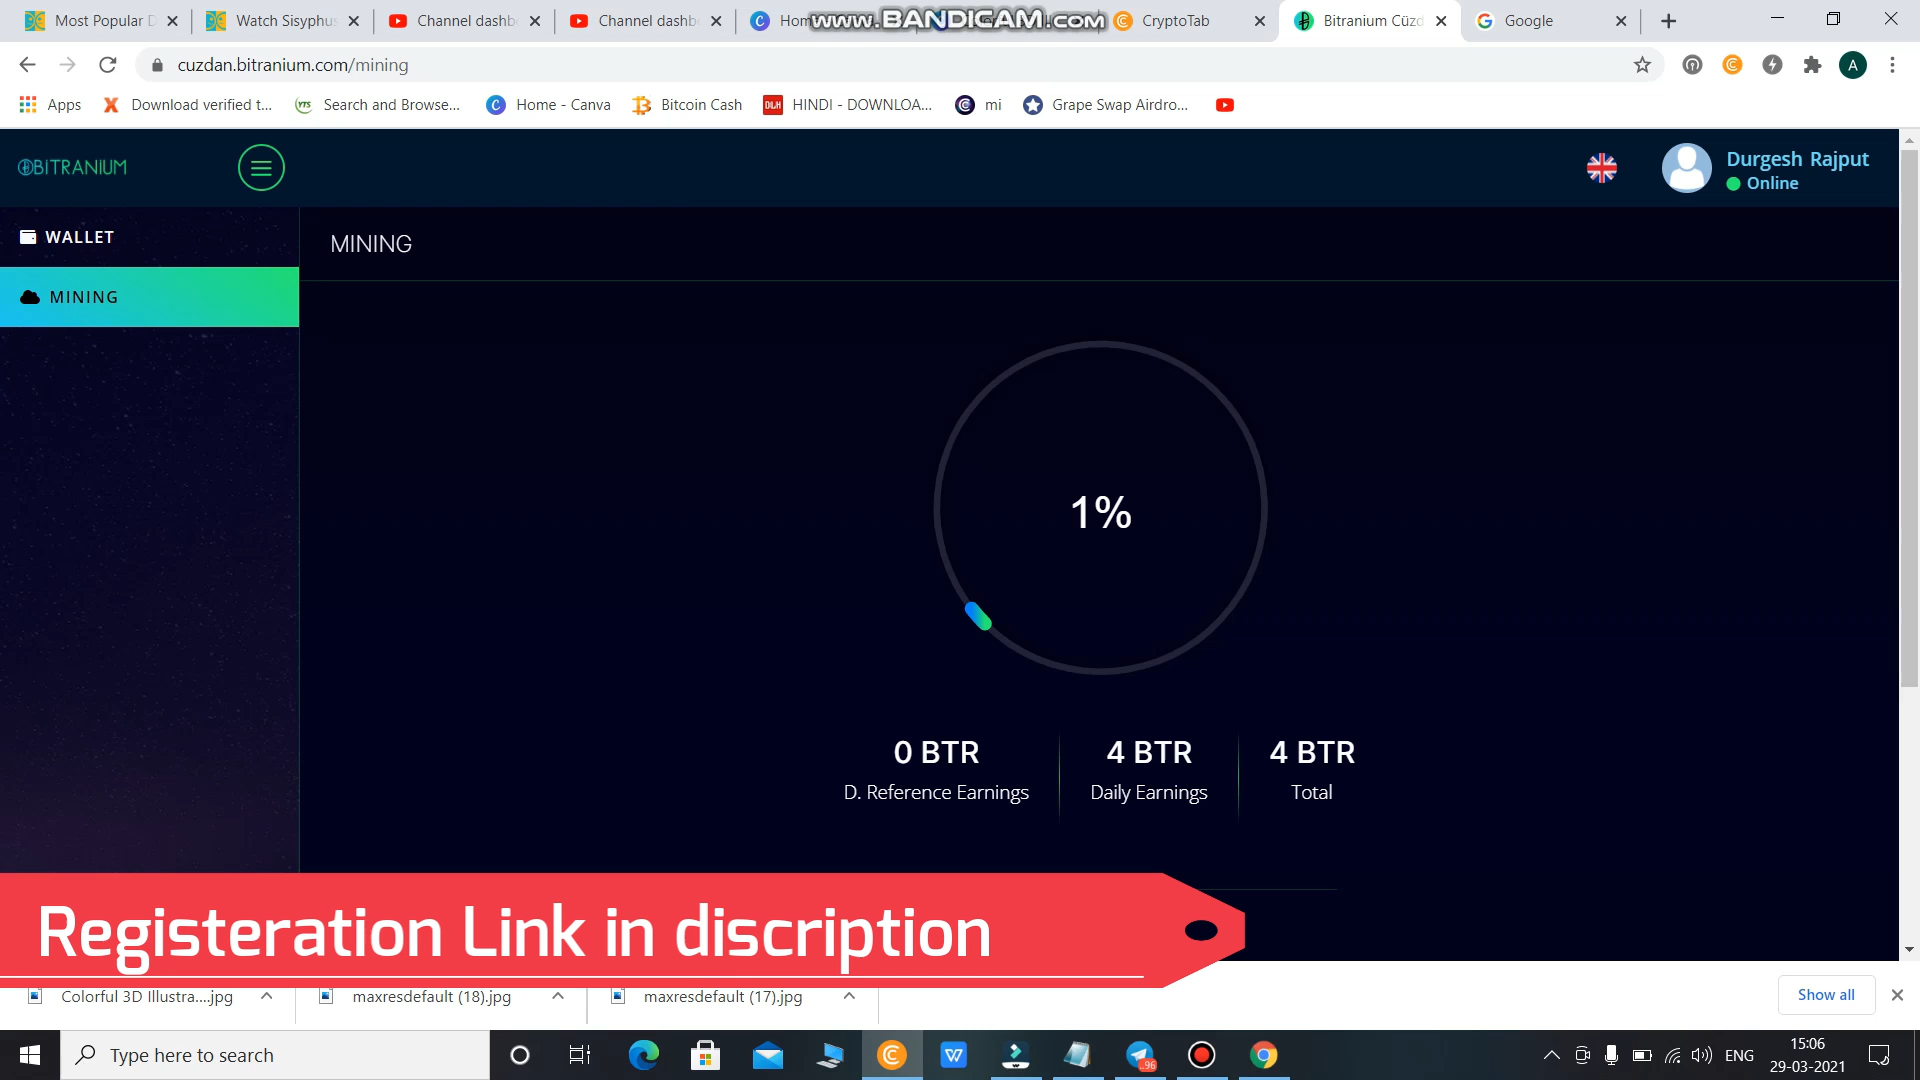 Most Popular D
Watch Sisyphus
Channel dashb
Channel dashb
Hom
www.BANDICAM.com
CryptoTab
Bitranium Cüzd
Google
cuzdan.bitranium.com/mining
A
Apps
Download verified t...
Search and Browse...
Home - Canva
Bitcoin Cash
HINDI - DOWNLOA...
mi
Grape Swap Airdro...
BITRANIUM
Durgesh Rajput
Online
WALLET
MINING
MINING
1%
0 BTR
4 BTR
4 BTR
D. Reference Earnings
Daily Earnings
Total
Registeration Link in discription
Colorful 3D Illustra....jpg
maxresdefault (18).jpg
maxresdefault (17).jpg
Show all
Type here to search
ENG
15:06
29-03-2021